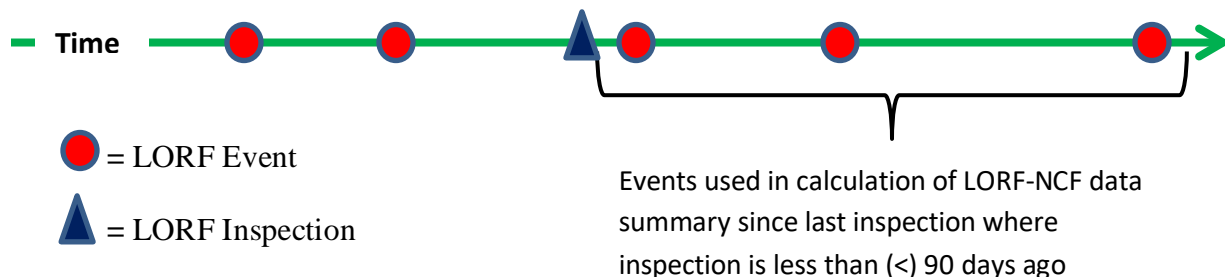 Time
= LORF Event
= LORF Inspection
Events used in calculation of LORF-NCF data
summary since last inspection where
inspection is less than (<) 90 days ago